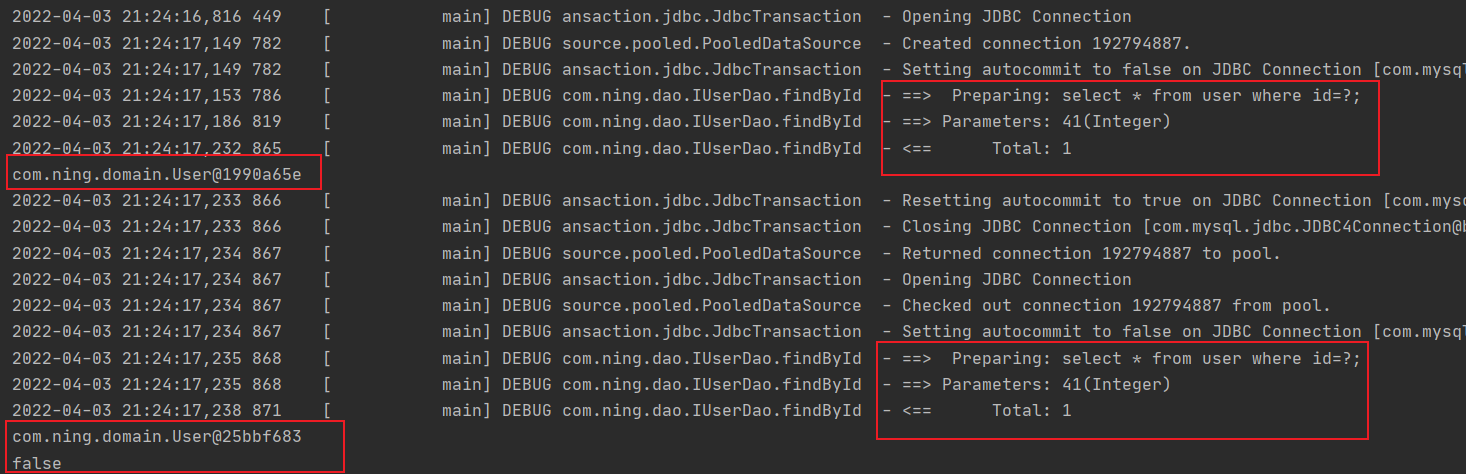 2022-04-03 21:24:16,816 449    [           main] DEBUG ansaction.jdbc.JdbcTransaction  - Opening JDBC Connection
2022-04-03 21:24:17,149 782    [           main] DEBUG source.pooled.PooledDataSource  - Created connection 192794887.
2022-04-03 21:24:17,149 782    [           main] DEBUG ansaction.jdbc.JdbcTransaction  - Setting autocommit to false on JDBC Connection [com.mysql
2022-04-03 21:24:17,153 786    [           main] DEBUG com.ning.dao.IUserDao.findById  - ==>  Preparing: select * from user where id=?;
2022-04-03 21:24:17,186 819    [           main] DEBUG com.ning.dao.IUserDao.findById  - ==> Parameters: 41(Integer)
2022-04-03 21:24:17,232 865    [           main] DEBUG com.ning.dao.IUserDao.findById  - <==      Total: 1
com.ning.domain.User@1990a65e
2022-04-03 21:24:17,233 866    [           main] DEBUG ansaction.jdbc.JdbcTransaction  - Resetting autocommit to true on JDBC Connection [com.mysq
2022-04-03 21:24:17,233 866    [           main] DEBUG ansaction.jdbc.JdbcTransaction  - Closing JDBC Connection [com.mysql.jdbc.JDBC4Connection@b
2022-04-03 21:24:17,234 867    [           main] DEBUG source.pooled.PooledDataSource  - Returned connection 192794887 to pool.
2022-04-03 21:24:17,234 867    [           main] DEBUG ansaction.jdbc.JdbcTransaction  - Opening JDBC Connection
2022-04-03 21:24:17,234 867    [           main] DEBUG source.pooled.PooledDataSource  - Checked out connection 192794887 from pool.
2022-04-03 21:24:17,234 867    [           main] DEBUG ansaction.jdbc.JdbcTransaction  - Setting autocommit to false on JDBC Connection [com.mysql
2022-04-03 21:24:17,235 868    [           main] DEBUG com.ning.dao.IUserDao.findById  - ==>  Preparing: select * from user where id=?;
2022-04-03 21:24:17,235 868    [           main] DEBUG com.ning.dao.IUserDao.findById  - ==> Parameters: 41(Integer)
2022-04-03 21:24:17,238 871    [           main] DEBUG com.ning.dao.IUserDao.findById  - <==      Total: 1
com.ning.domain.User@25bbf683
false